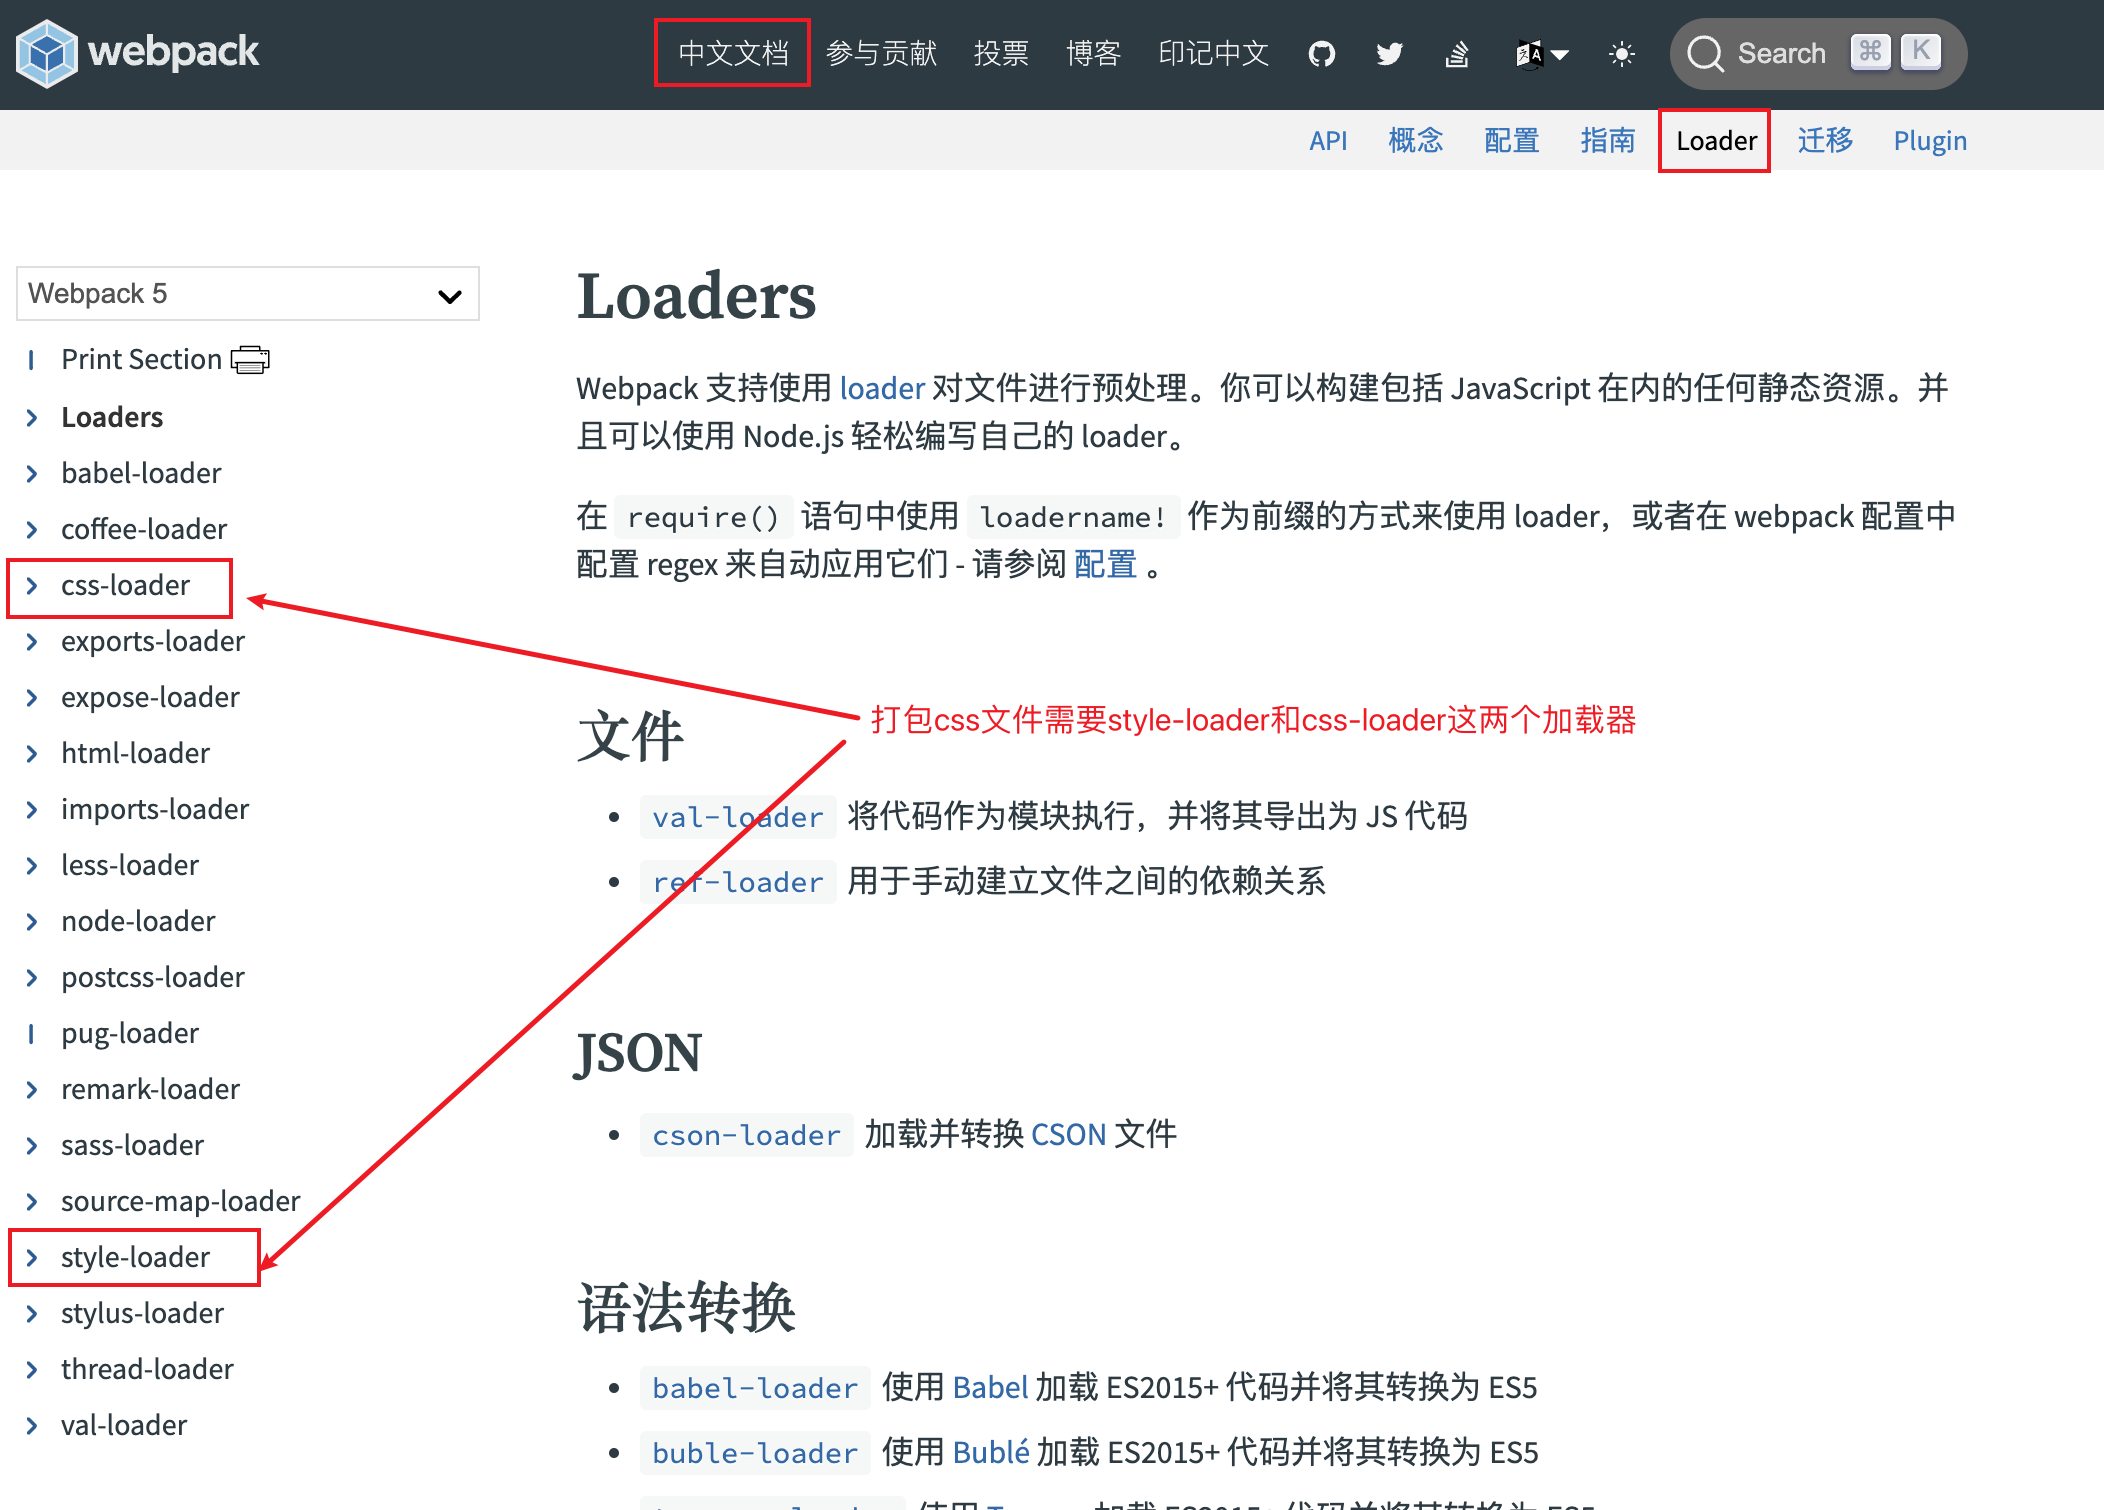 webpack
中文文档 参与贡献 投票 博客 印记中文 Search ⌘ K
API 概念 配置 指南 Loader 迁移 Plugin
Webpack 5
Print Section
Loaders
babel-loader
coffee-loader
css-loader
exports-loader
expose-loader
html-loader
imports-loader
less-loader
node-loader
postcss-loader
pug-loader
remark-loader
sass-loader
source-map-loader
style-loader
stylus-loader
thread-loader
val-loader
Loaders
Webpack 支持使用 loader 对文件进行预处理。你可以构建包括 JavaScript 在内的任何静态资源。并
且可以使用 Node.js 轻松编写自己的 loader。
在 require() 语句中使用 loadername! 作为前缀的方式来使用 loader，或者在 webpack 配置中
配置 regex 来自动应用它们 - 请参阅 配置 。
打包css文件需要style-loader和css-loader这两个加载器
文件
val-loader 将代码作为模块执行，并将其导出为 JS 代码
ref-loader 用于手动建立文件之间的依赖关系
JSON
cson-loader 加载并转换 CSON 文件
语法转换
babel-loader 使用 Babel 加载 ES2015+ 代码并将其转换为 ES5
buble-loader 使用 Bublé 加载 ES2015+ 代码并将其转换为 ES5